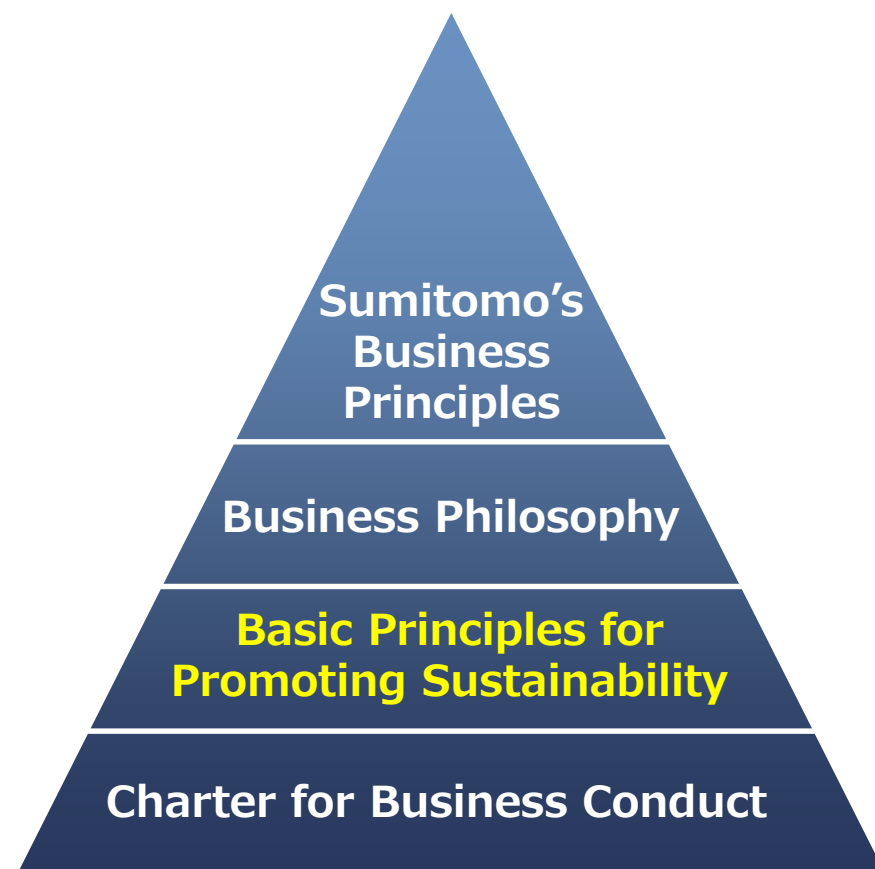 Sumitomo’s
Business
Principles
Business Philosophy
Basic Principles for
Promoting Sustainability
Charter for Business Conduct